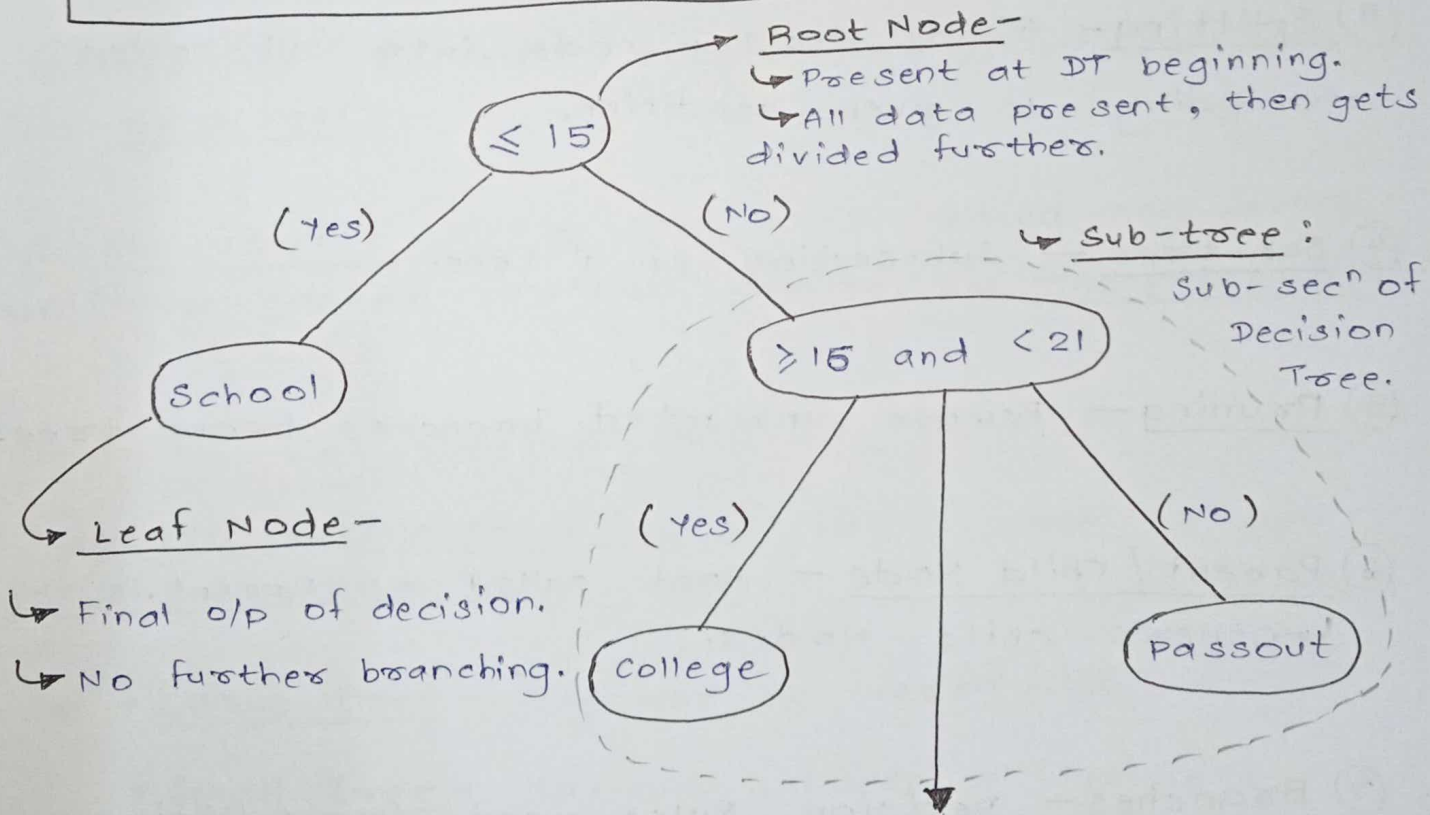 Root Node-
↳ Present at DT beginning.
↳ All data present, then gets
divided further.
≤ 15
(Yes)
(No)
↳ Sub-tree:
Sub-secⁿ of
Decision
Tree.
≥ 15 and < 21
School
↳ Leaf Node-
(Yes)
(No)
↳ Final o/p of decision.
↳ No further branching.
College
Passout